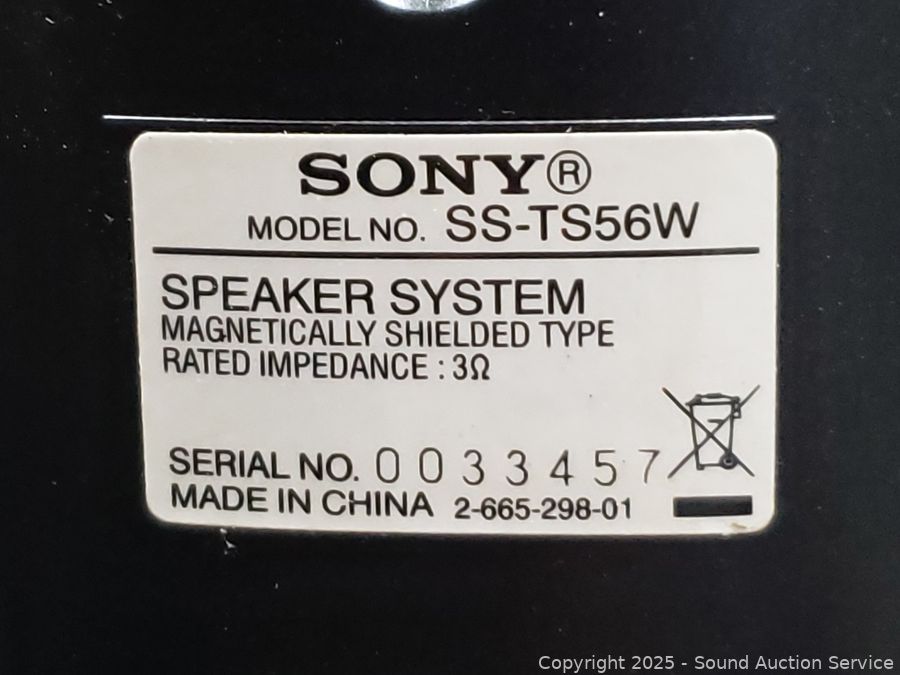 SONY®
MODEL NO. SS-TS56W
SPEAKER SYSTEM
MAGNETICALLY SHIELDED TYPE
RATED IMPEDANCE : 3Ω
SERIAL NO. 0033457
MADE IN CHINA 2-665-298-01
Copyright 2025 - Sound Auction Service